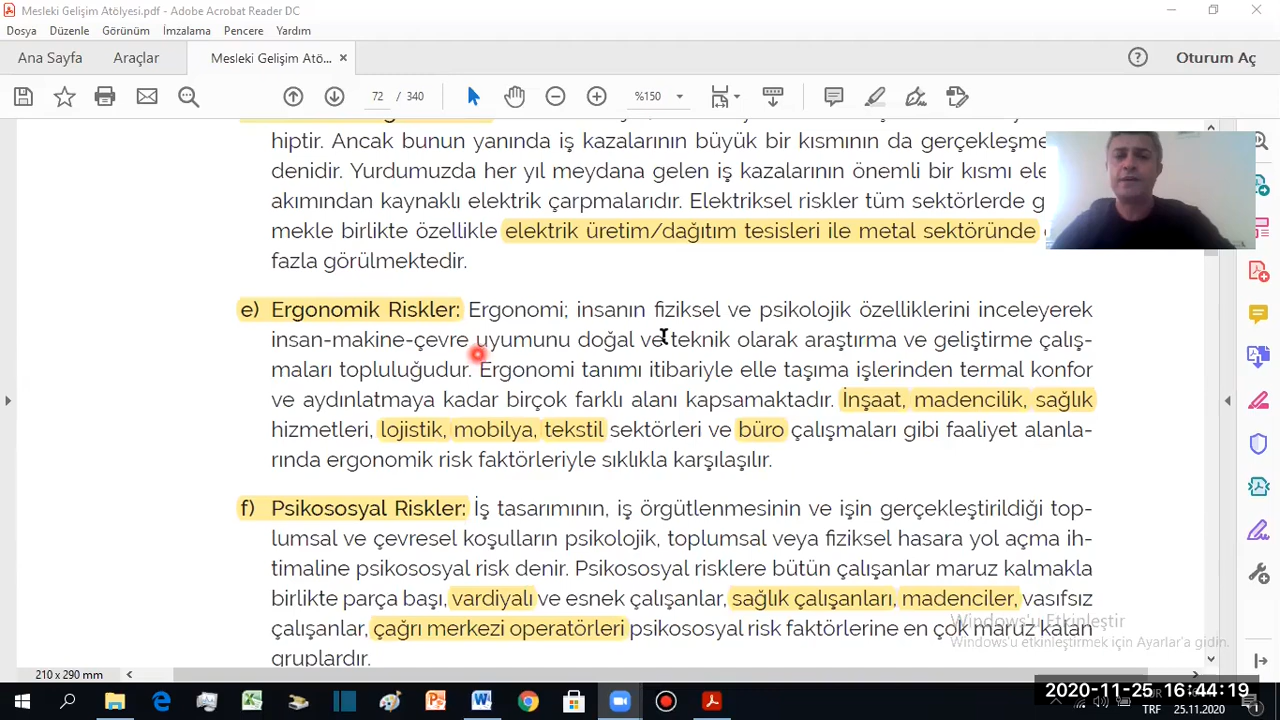 Mesleki Gelişim Atölyesi.pdf - Adobe Acrobat Reader DC
Dosya Düzenle Görünüm İmzalama Pencere Yardım
Ana Sayfa Araçlar Mesleki Gelişim Atö... × Oturum Aç
72 / 340 %150
hiptir. Ancak bunun yanında iş kazalarının büyük bir kısmının da gerçekleşme
denidir. Yurdumuzda her yıl meydana gelen iş kazalarının önemli bir kısmı ele
akımından kaynaklı elektrik çarpmalarıdır. Elektriksel riskler tüm sektörlerde g
mekle birlikte özellikle elektrik üretim/dağıtım tesisleri ile metal sektöründe
fazla görülmektedir.
e) Ergonomik Riskler: Ergonomi; insanın fiziksel ve psikolojik özelliklerini inceleyerek
insan-makine-çevre uyumunu doğal ve teknik olarak araştırma ve geliştirme çalış-
maları topluluğudur. Ergonomi tanımı itibariyle elle taşıma işlerinden termal konfor
ve aydınlatmaya kadar birçok farklı alanı kapsamaktadır. İnşaat, madencilik, sağlık
hizmetleri, lojistik, mobilya, tekstil sektörleri ve büro çalışmaları gibi faaliyet alanla-
rında ergonomik risk faktörleriyle sıklıkla karşılaşılır.
f) Psikososyal Riskler: İş tasarımının, iş örgütlenmesinin ve işin gerçekleştirildiği top-
lumsal ve çevresel koşulların psikolojik, toplumsal veya fiziksel hasara yol açma ih-
timaline psikososyal risk denir. Psikososyal risklere bütün çalışanlar maruz kalmakla
birlikte parça başı, vardiyalı ve esnek çalışanlar, sağlık çalışanları, madenciler, vasıfsız
çalışanlar, çağrı merkezi operatörleri psikososyal risk faktörlerine en çok maruz kalan
gruplardır.
Windows'u Etkinleştir
Windows'u etkinleştirmek için Ayarlar'a gidin.
210 x 290 mm
2020-11-25 16:44:19
TRF 25.11.2020